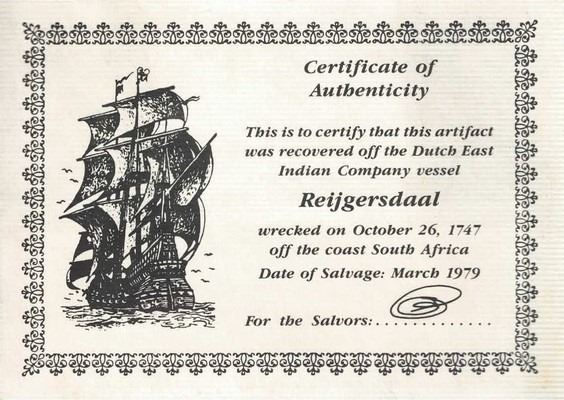 Certificate of
Authenticity
This is to certify that this artifact
was recovered off the Dutch East
Indian Company vessel
Reijgersdaal
wrecked on October 26, 1747
off the coast South Africa
Date of Salvage: March 1979
For the Salvors:.............